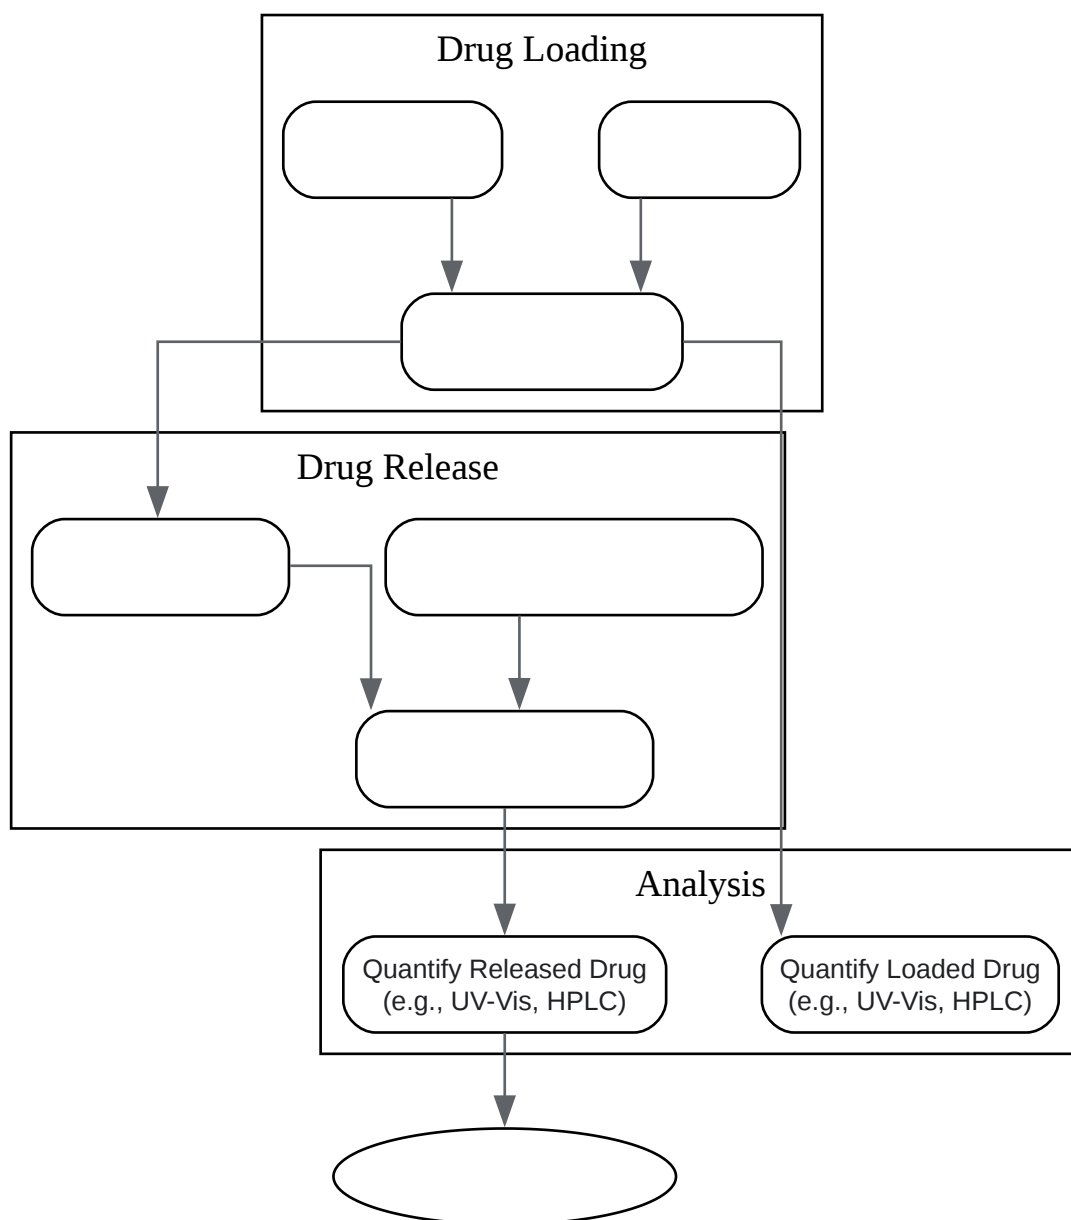 Drug Loading
Drug Release
Analysis
Quantify Released Drug
(e.g., UV-Vis, HPLC)
Quantify Loaded Drug
(e.g., UV-Vis, HPLC)